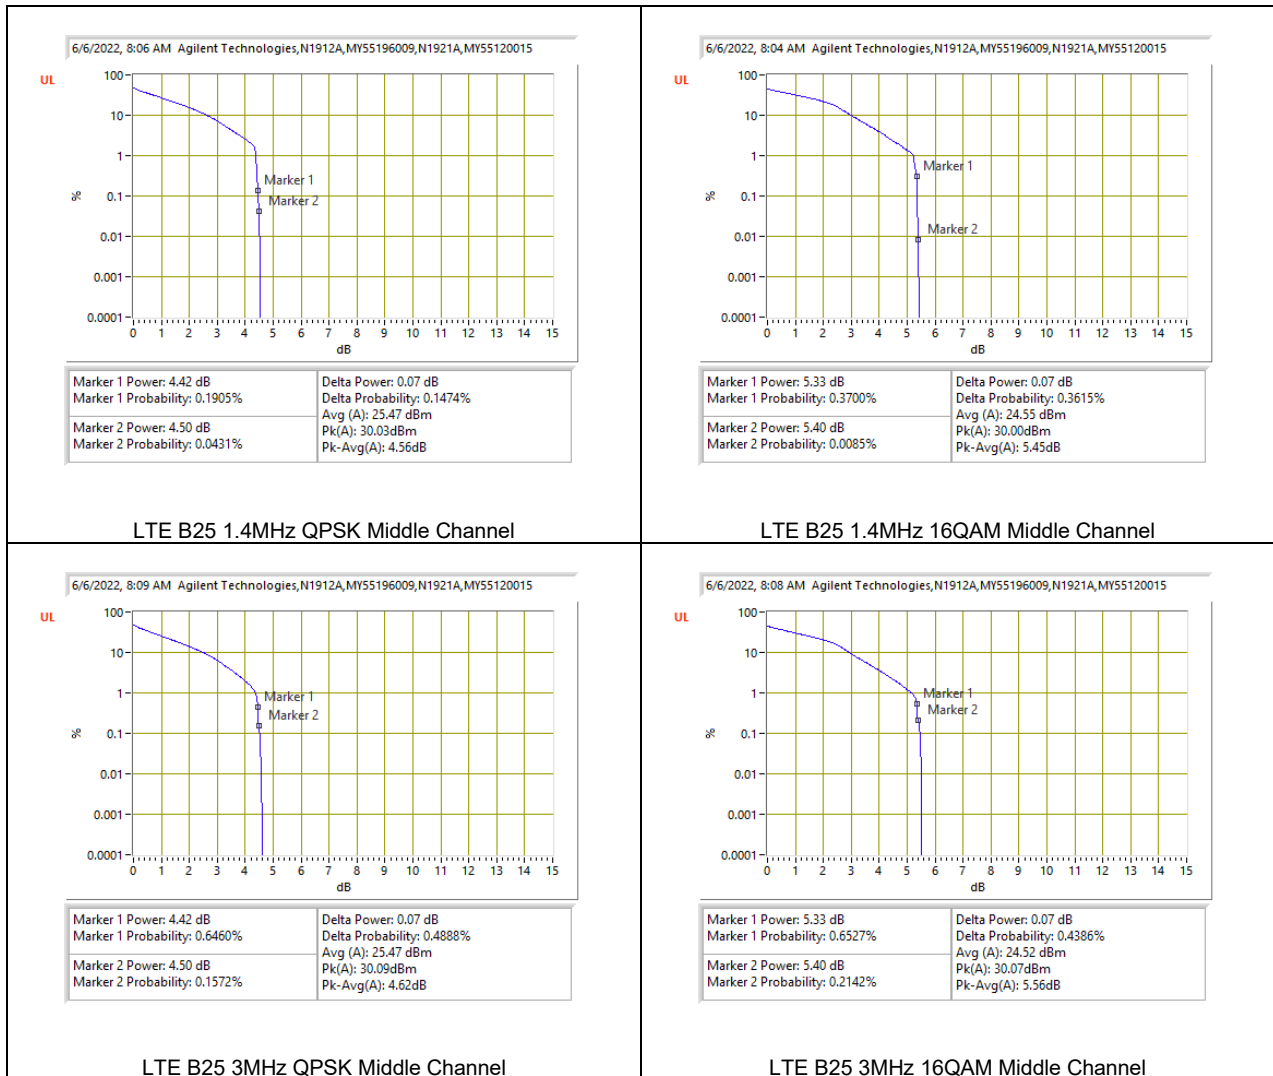 6/6/2022, 8:06 AM Agilent Technologies,N1912A,MY55196009,N1921A,MY55120015
UL
100
10
1
0.1
0.01
0.001
0.0001
%
Marker 1
Marker 2
0 1 2 3 4 5 6 7 8 9 10 11 12 13 14 15
dB
Marker 1 Power: 4.42 dB
Marker 1 Probability: 0.1905%
Marker 2 Power: 4.50 dB
Marker 2 Probability: 0.0431%
Delta Power: 0.07 dB
Delta Probability: 0.1474%
Avg (A): 25.47 dBm
Pk(A): 30.03dBm
Pk-Avg(A): 4.56dB
LTE B25 1.4MHz QPSK Middle Channel
6/6/2022, 8:04 AM Agilent Technologies,N1912A,MY55196009,N1921A,MY55120015
UL
100
10
1
0.1
0.01
0.001
0.0001
%
Marker 1
Marker 2
0 1 2 3 4 5 6 7 8 9 10 11 12 13 14 15
dB
Marker 1 Power: 5.33 dB
Marker 1 Probability: 0.3700%
Marker 2 Power: 5.40 dB
Marker 2 Probability: 0.0085%
Delta Power: 0.07 dB
Delta Probability: 0.3615%
Avg (A): 24.55 dBm
Pk(A): 30.00dBm
Pk-Avg(A): 5.45dB
LTE B25 1.4MHz 16QAM Middle Channel
6/6/2022, 8:09 AM Agilent Technologies,N1912A,MY55196009,N1921A,MY55120015
UL
100
10
1
0.1
0.01
0.001
0.0001
%
Marker 1
Marker 2
0 1 2 3 4 5 6 7 8 9 10 11 12 13 14 15
dB
Marker 1 Power: 4.42 dB
Marker 1 Probability: 0.6460%
Marker 2 Power: 4.50 dB
Marker 2 Probability: 0.1572%
Delta Power: 0.07 dB
Delta Probability: 0.4888%
Avg (A): 25.47 dBm
Pk(A): 30.09dBm
Pk-Avg(A): 4.62dB
LTE B25 3MHz QPSK Middle Channel
6/6/2022, 8:08 AM Agilent Technologies,N1912A,MY55196009,N1921A,MY55120015
UL
100
10
1
0.1
0.01
0.001
0.0001
%
Marker 1
Marker 2
0 1 2 3 4 5 6 7 8 9 10 11 12 13 14 15
dB
Marker 1 Power: 5.33 dB
Marker 1 Probability: 0.6527%
Marker 2 Power: 5.40 dB
Marker 2 Probability: 0.2142%
Delta Power: 0.07 dB
Delta Probability: 0.4386%
Avg (A): 24.52 dBm
Pk(A): 30.07dBm
Pk-Avg(A): 5.56dB
LTE B25 3MHz 16QAM Middle Channel